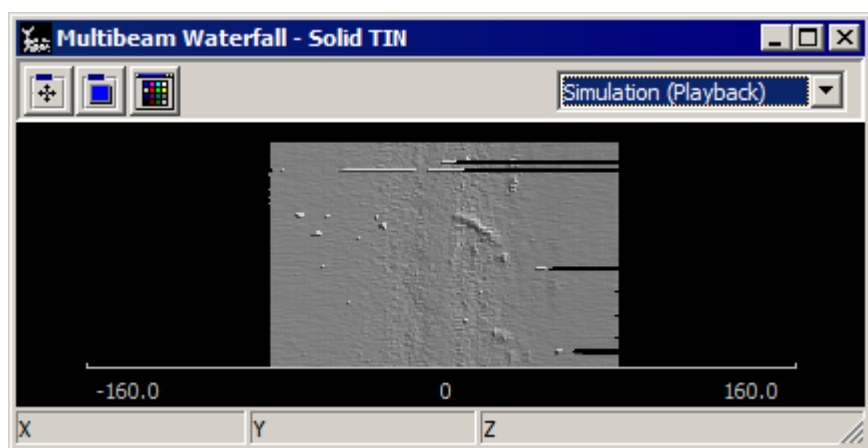 Multibeam Waterfall - Solid TIN
Simulation (Playback)
-160.0 0 160.0
X Y Z